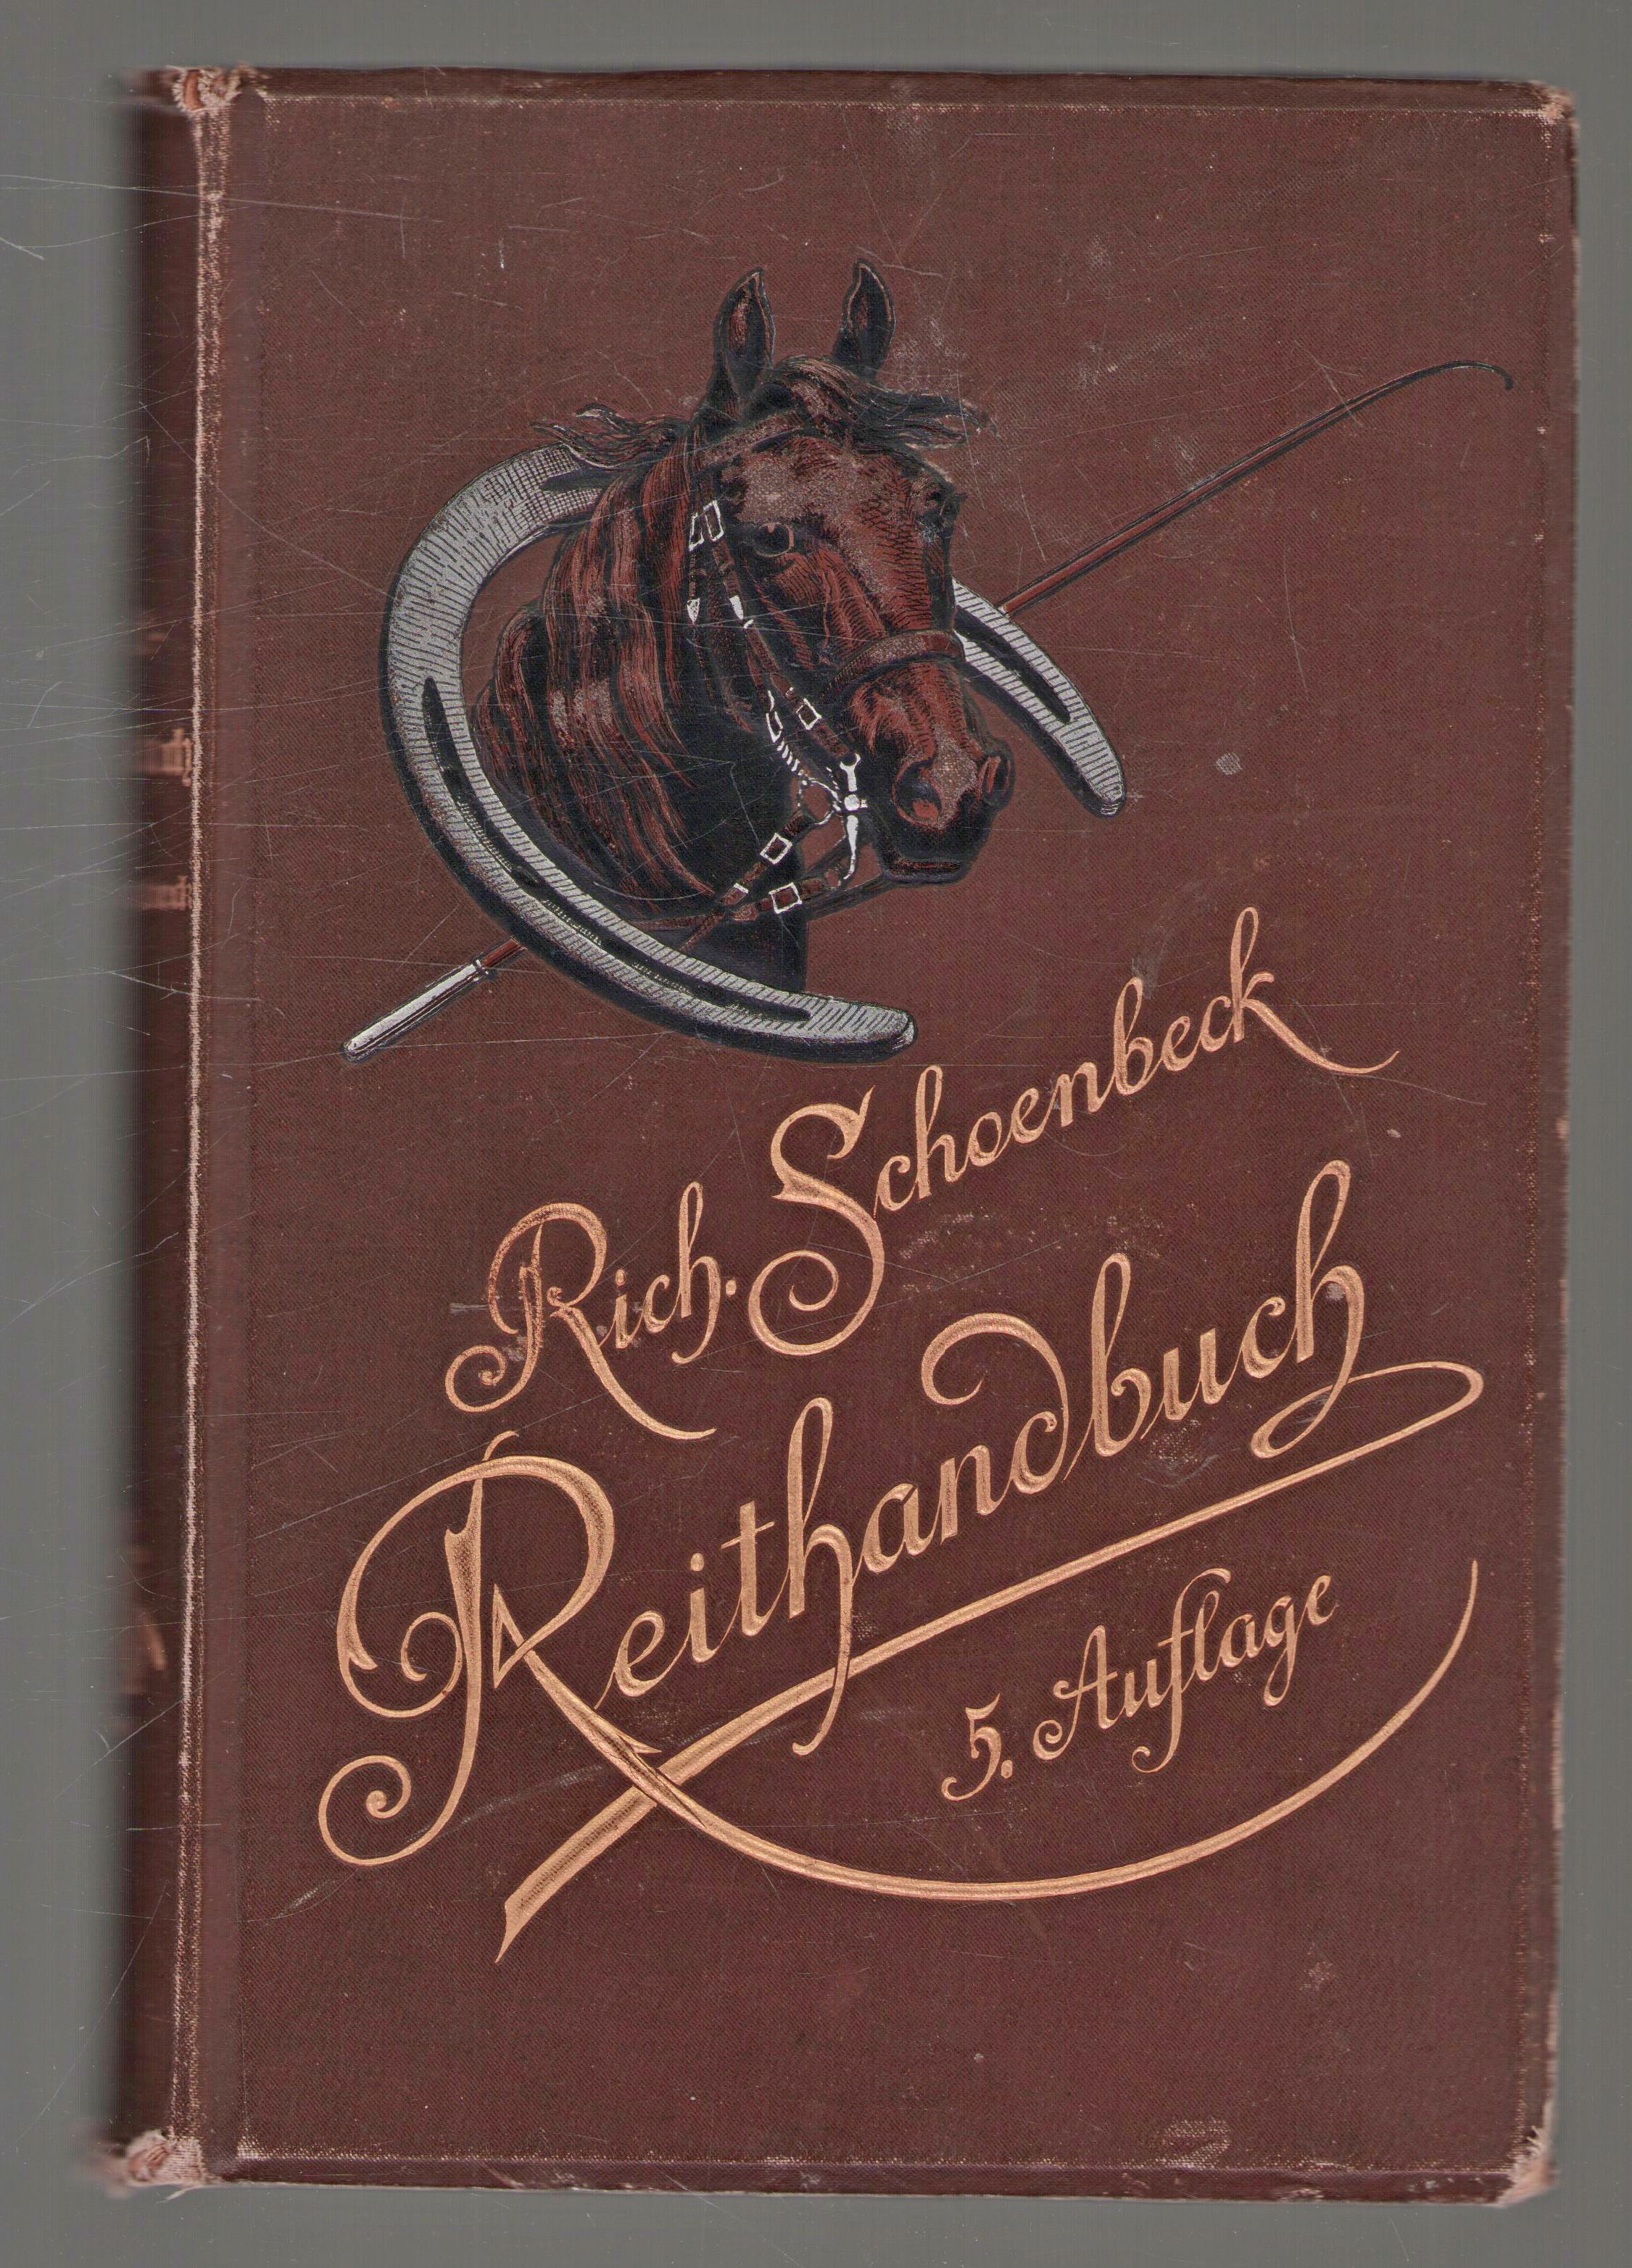 Rich. Schoenbeck
Reithandbuch
5. Auflage